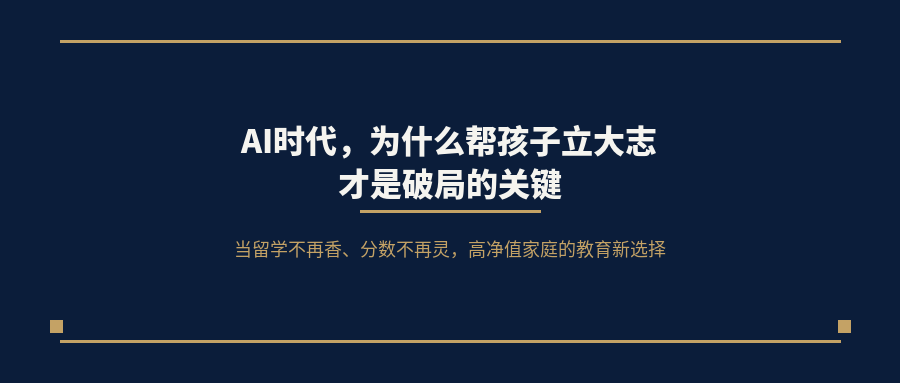 AI时代，为什么帮孩子立大志
才是破局的关键
当留学不再香、分数不再灵，高净值家庭的教育新选择